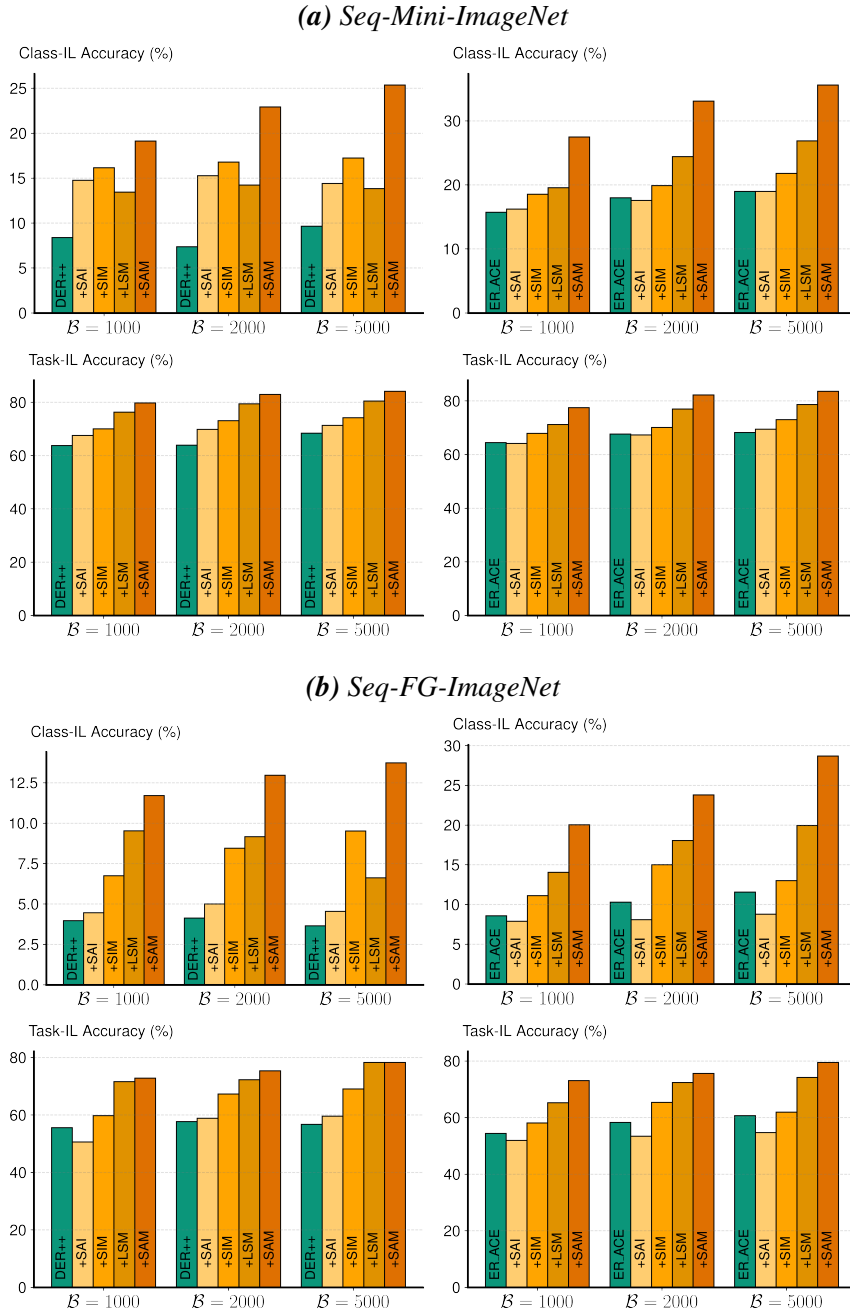 (a) Seq-Mini-ImageNet
Class-IL Accuracy (%)
25
20
15
10
5
0
DER++
+SAI
+SIM
+LSM
+SAM
DER++
+SAI
+SIM
+LSM
+SAM
DER++
+SAI
+SIM
+LSM
+SAM
B = 1000
B = 2000
B = 5000
Class-IL Accuracy (%)
30
20
10
0
ER.ACE
+SAI
+SIM
+LSM
+SAM
ER.ACE
+SAI
+SIM
+LSM
+SAM
ER.ACE
+SAI
+SIM
+LSM
+SAM
B = 1000
B = 2000
B = 5000
Task-IL Accuracy (%)
80
60
40
20
0
DER++
+SAI
+SIM
+LSM
+SAM
DER++
+SAI
+SIM
+LSM
+SAM
DER++
+SAI
+SIM
+LSM
+SAM
B = 1000
B = 2000
B = 5000
Task-IL Accuracy (%)
80
60
40
20
0
ER.ACE
+SAI
+SIM
+LSM
+SAM
ER.ACE
+SAI
+SIM
+LSM
+SAM
ER.ACE
+SAI
+SIM
+LSM
+SAM
B = 1000
B = 2000
B = 5000
(b) Seq-FG-ImageNet
Class-IL Accuracy (%)
12.5
10.0
7.5
5.0
2.5
0.0
DER++
+SAI
+SIM
+LSM
+SAM
DER++
+SAI
+SIM
+LSM
+SAM
DER++
+SAI
+SIM
+LSM
+SAM
B = 1000
B = 2000
B = 5000
Class-IL Accuracy (%)
30
25
20
15
10
5
0
ER.ACE
+SAI
+SIM
+LSM
+SAM
ER.ACE
+SAI
+SIM
+LSM
+SAM
ER.ACE
+SAI
+SIM
+LSM
+SAM
B = 1000
B = 2000
B = 5000
Task-IL Accuracy (%)
80
60
40
20
0
DER++
+SAI
+SIM
+LSM
+SAM
DER++
+SAI
+SIM
+LSM
+SAM
DER++
+SAI
+SIM
+LSM
+SAM
B = 1000
B = 2000
B = 5000
Task-IL Accuracy (%)
80
60
40
20
0
ER.ACE
+SAI
+SIM
+LSM
+SAM
ER.ACE
+SAI
+SIM
+LSM
+SAM
ER.ACE
+SAI
+SIM
+LSM
+SAM
B = 1000
B = 2000
B = 5000